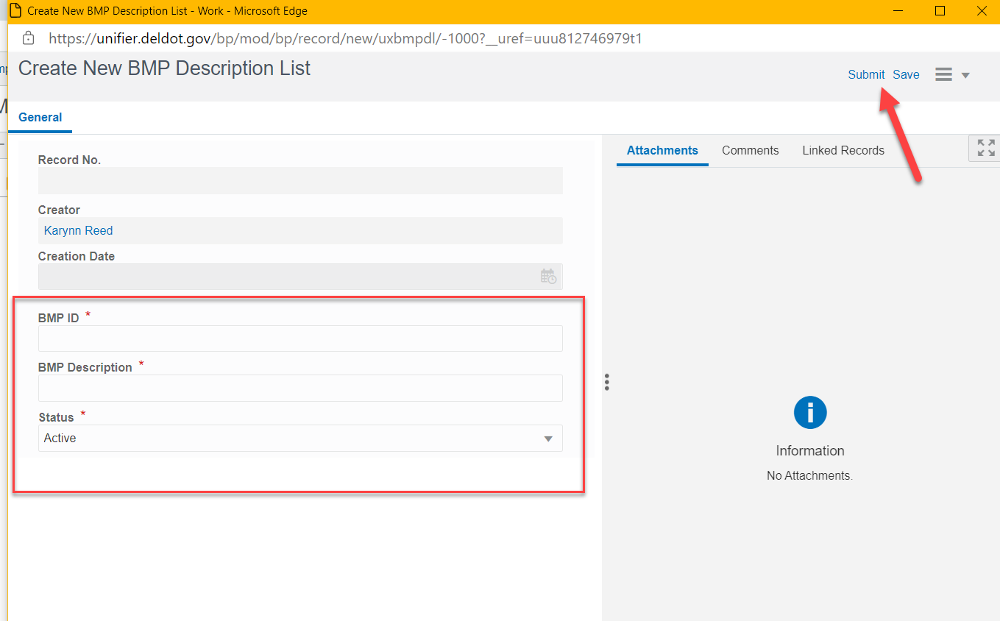 Create New BMP Description List - Work - Microsoft Edge
https://unifier.deldot.gov/bp/mod/bp/record/new/uxbmpdl/-1000?__uref=uuu812746979t1
Create New BMP Description List
Submit Save
General
Record No.
Creator
Karynn Reed
Creation Date
BMP ID *
BMP Description *
Status *
Active
Attachments Comments Linked Records
Information
No Attachments.